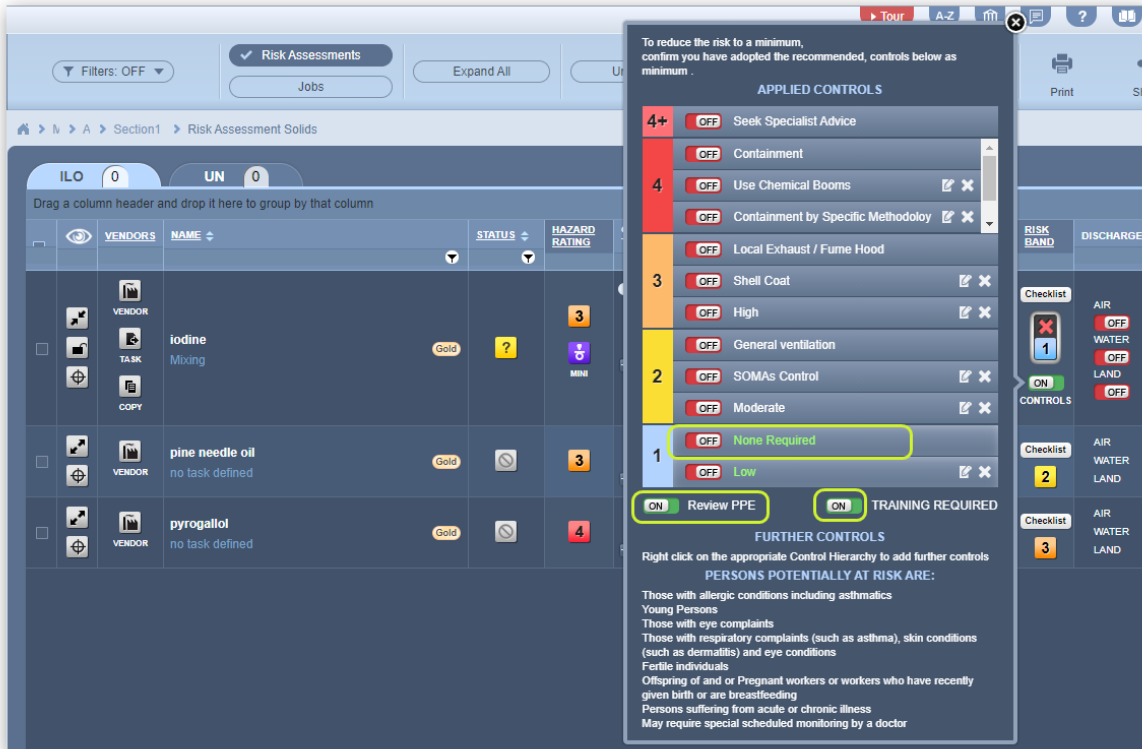 Tour
A-Z
?
Filters: OFF
Risk Assessments
Jobs
Expand All
Print
M > A > Section1 > Risk Assessment Solids
ILO 0
UN 0
Drag a column header and drop it here to group by that column
VENDORS
NAME
STATUS
HAZARD
RATING
RISK
BAND
DISCHARGE
VENDOR
TASK
COPY
iodine
Mixing
Gold
?
3
MINI
Checklist
1
ON
CONTROLS
AIR
OFF
WATER
OFF
LAND
OFF
VENDOR
pine needle oil
no task defined
Gold
3
Checklist
2
AIR
WATER
LAND
VENDOR
pyrogallol
no task defined
Gold
4
Checklist
3
AIR
WATER
LAND
To reduce the risk to a minimum,
confirm you have adopted the recommended, controls below as
minimum .
APPLIED CONTROLS
4+
OFF Seek Specialist Advice
4
OFF Containment
OFF Use Chemical Booms
OFF Containment by Specific Methodoloy
3
OFF Local Exhaust / Fume Hood
OFF Shell Coat
OFF High
2
OFF General ventilation
OFF SOMAs Control
OFF Moderate
1
OFF None Required
OFF Low
ON Review PPE
ON TRAINING REQUIRED
FURTHER CONTROLS
Right click on the appropriate Control Hierarchy to add further controls
PERSONS POTENTIALLY AT RISK ARE:
Those with allergic conditions including asthmatics
Young Persons
Those with eye complaints
Those with respiratory complaints (such as asthma), skin conditions
(such as dermatitis) and eye conditions
Fertile individuals
Offspring of and or Pregnant workers or workers who have recently
given birth or are breastfeeding
Persons suffering from acute or chronic illness
May require special scheduled monitoring by a doctor